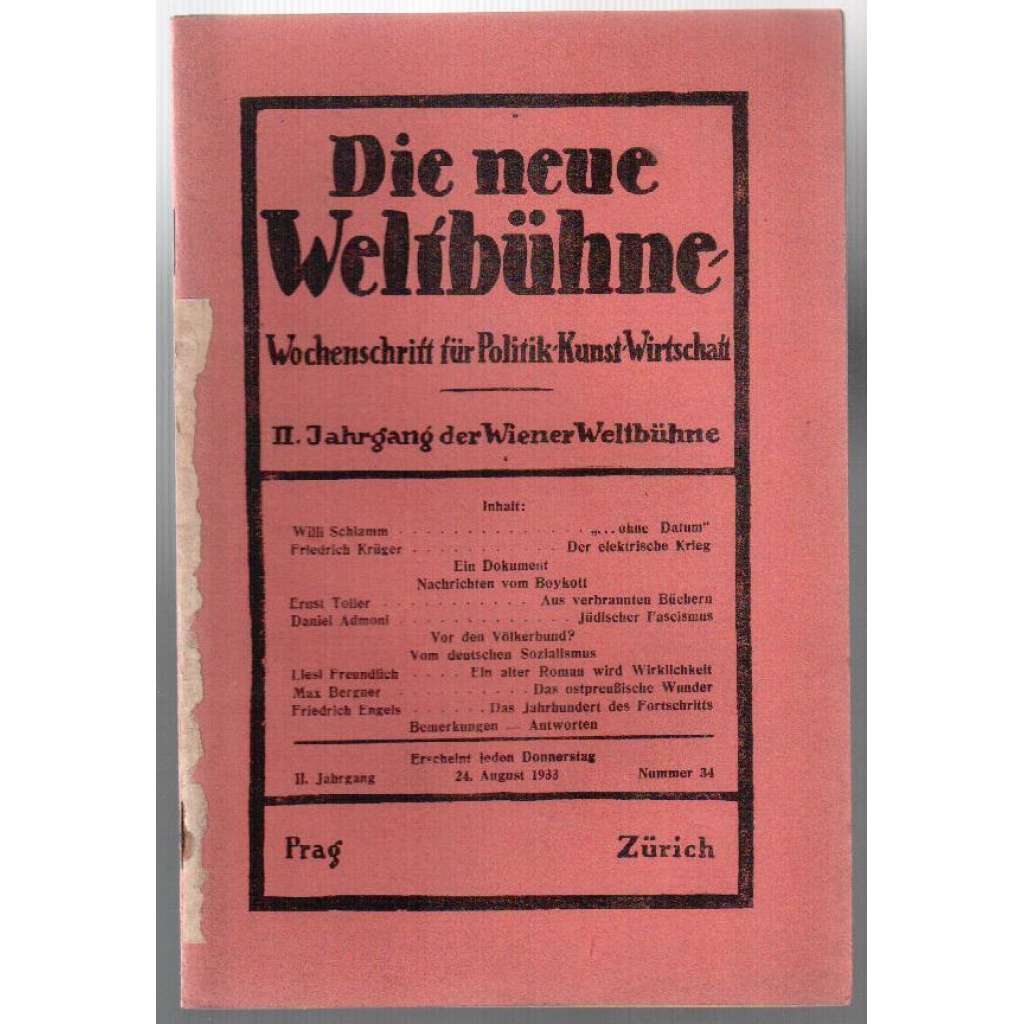 Die neue
Weltbühne
Wochenschrift für Politik·Kunst·Wirtschaft
II. Jahrgang der Wiener Weltbühne
Inhalt:
Willi Schlamm . . . . . . . . . . . . . . „... ohne Datum“
Friedrich Krüger . . . . . . . . . . . Der elektrische Krieg
Ein Dokument
Nachrichten vom Boykott
Ernst Toller . . . . . . . . . . . Aus verbrannten Büchern
Daniel Admoni . . . . . . . . . . . . . Jüdischer Fascismus
Vor den Völkerbund?
Vom deutschen Sozialismus
Liesl Freundlich . . . . Ein alter Roman wird Wirklichkeit
Max Bergner . . . . . . . . . . Das ostpreußische Wunder
Friedrich Engels . . . . . . Das Jahrhundert des Fortschritts
Bemerkungen — Antworten
Erscheint jeden Donnerstag
II. Jahrgang 24. August 1933 Nummer 34
Prag Zürich